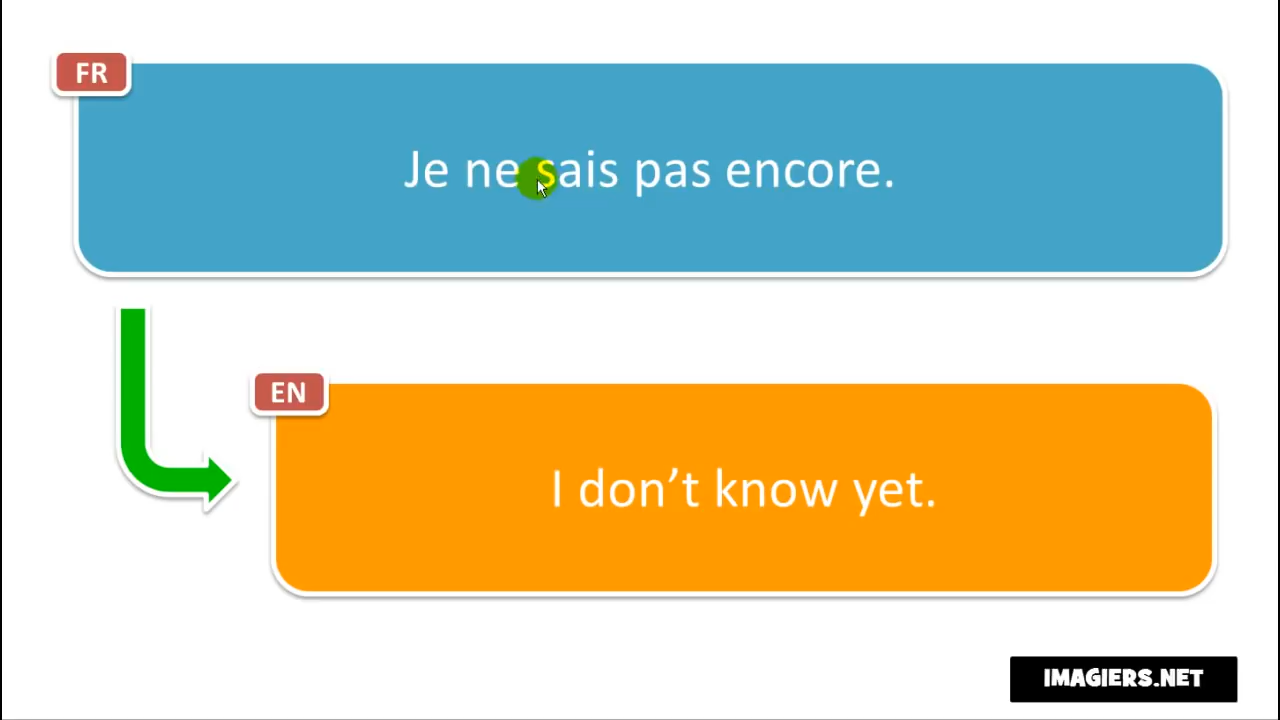 FR
Je ne sais pas encore.
EN
I don’t know yet.
IMAGIERS.NET